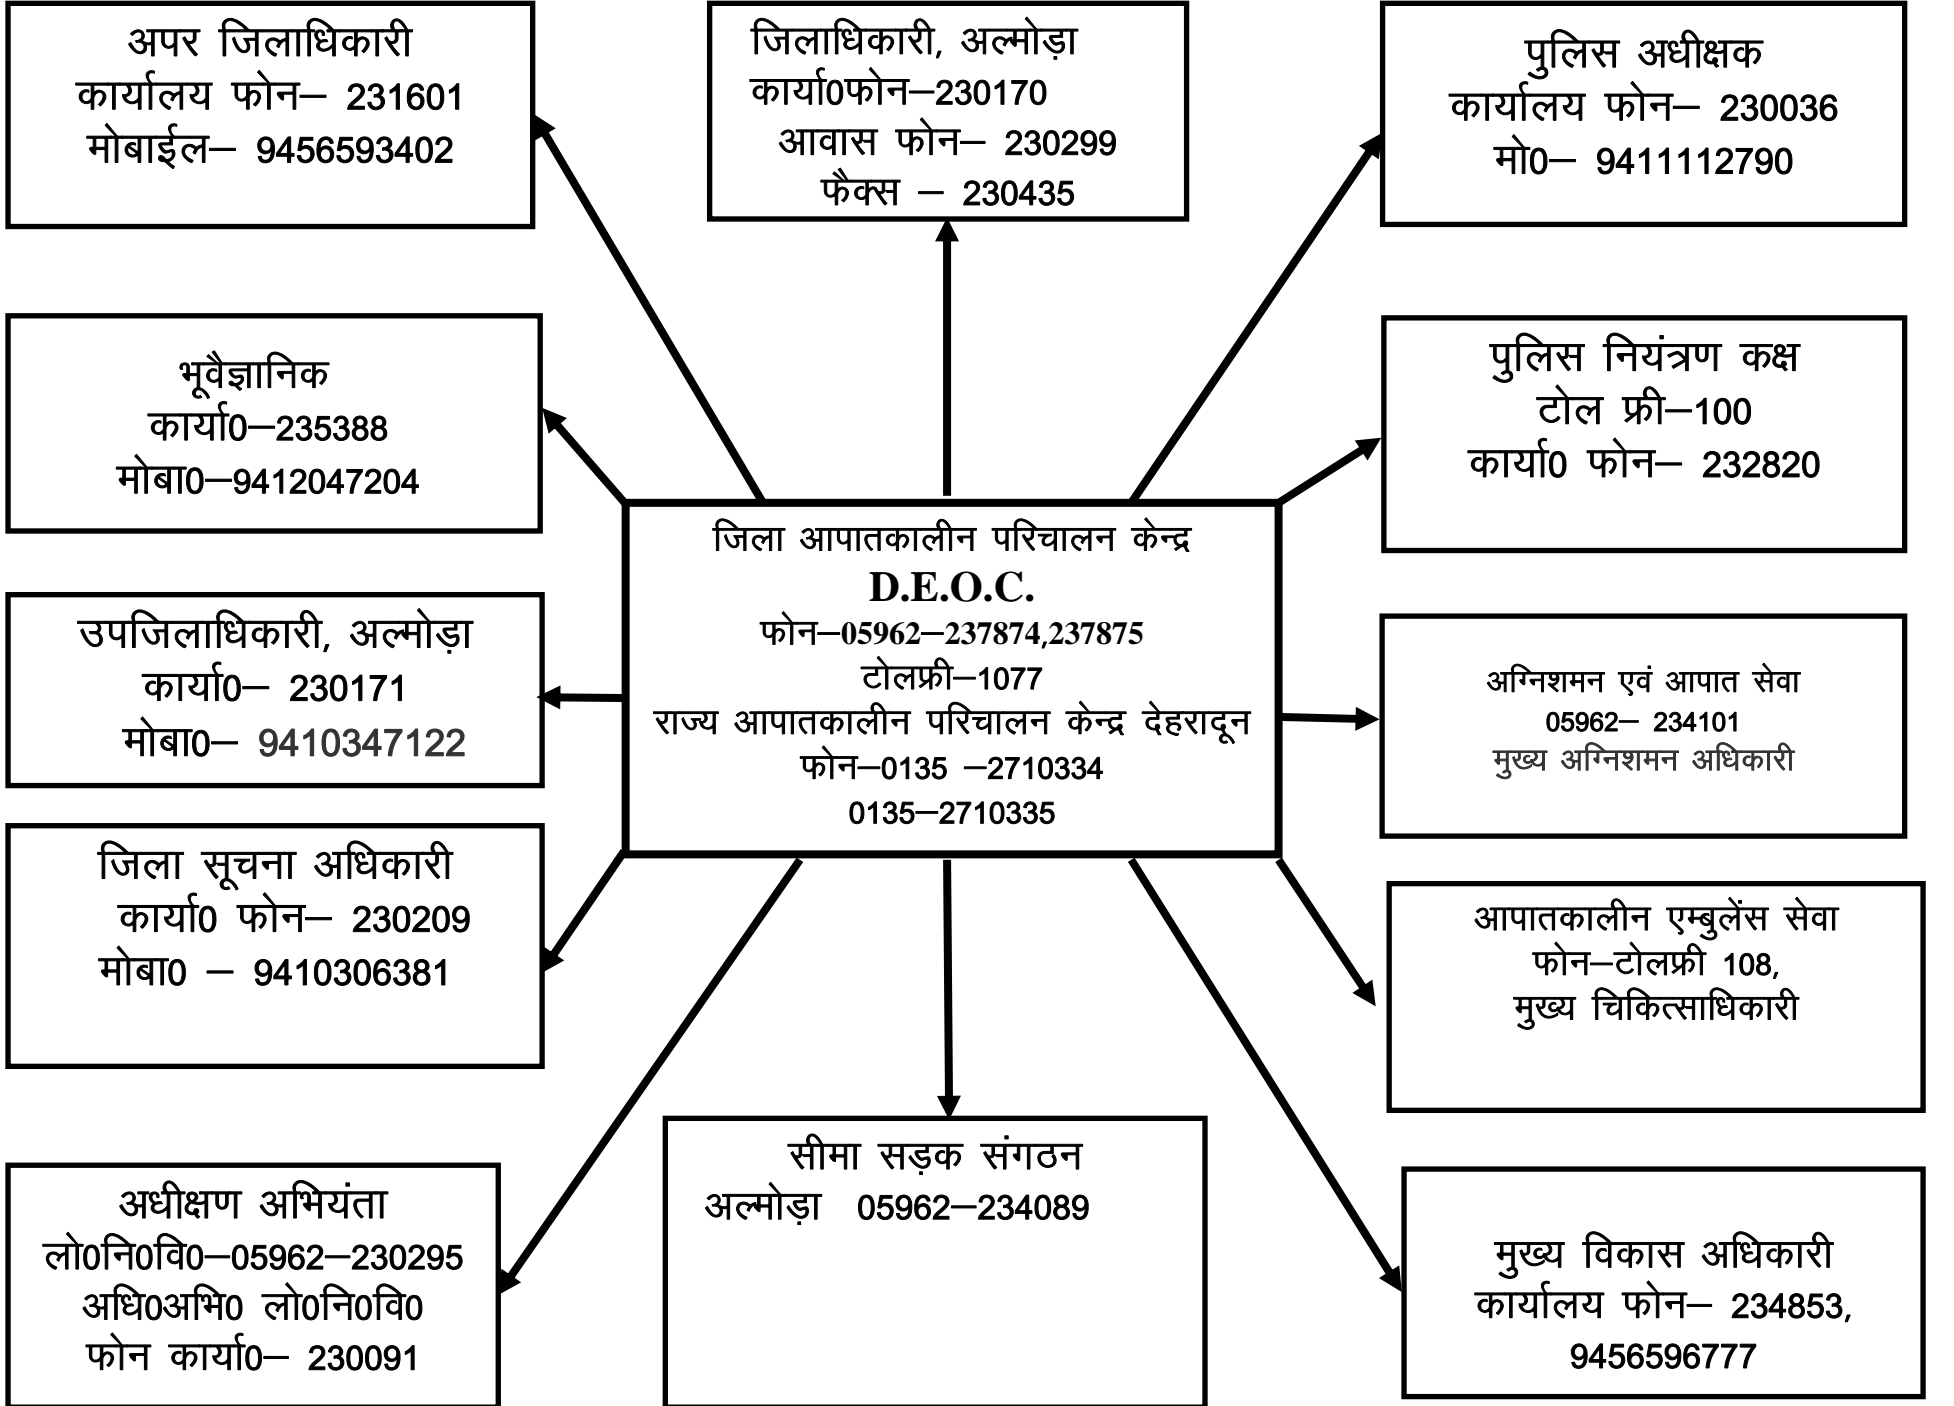 अपर जिलाधिकारी
कार्यालय फोन– 231601
मोबाईल– 9456593402
जिलाधिकारी, अल्मोड़ा
कार्या0फोन–230170
आवास फोन– 230299
फैक्स – 230435
पुलिस अधीक्षक
कार्यालय फोन– 230036
मो0– 9411112790
भूवैज्ञानिक
कार्या0–235388
मोबा0–9412047204
पुलिस नियंत्रण कक्ष
टोल फ्री–100
कार्या0 फोन– 232820
जिला आपातकालीन परिचालन केन्द्र
D.E.O.C.
फोन–05962–237874,237875
टोलफ्री–1077
राज्य आपातकालीन परिचालन केन्द्र देहरादून
फोन–0135 –2710334
0135–2710335
उपजिलाधिकारी, अल्मोड़ा
कार्या0– 230171
मोबा0– 9410347122
अग्निशमन एवं आपात सेवा
05962– 234101
मुख्य अग्निशमन अधिकारी
जिला सूचना अधिकारी
कार्या0 फोन– 230209
मोबा0 – 9410306381
आपातकालीन एम्बुलेंस सेवा
फोन–टोलफ्री 108,
मुख्य चिकित्साधिकारी
अधीक्षण अभियंता
लो0नि0वि0–05962–230295
अधि0अभि0 लो0नि0वि0
फोन कार्या0– 230091
सीमा सड़क संगठन
अल्मोड़ा 05962–234089
मुख्य विकास अधिकारी
कार्यालय फोन– 234853,
9456596777